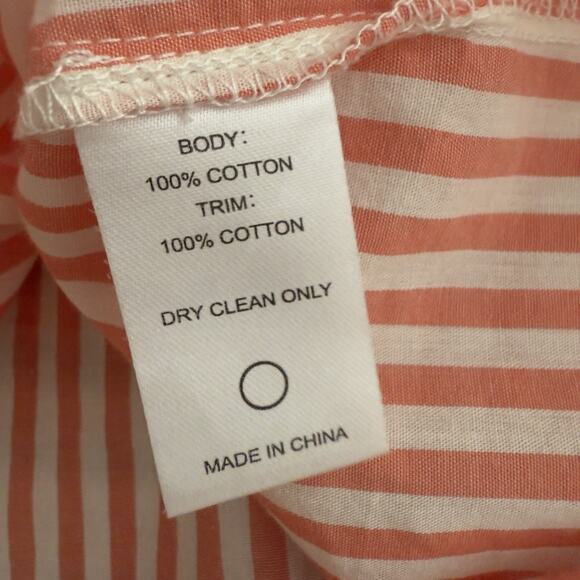 BODY:
100% COTTON
TRIM:
100% COTTON
DRY CLEAN ONLY
MADE IN CHINA